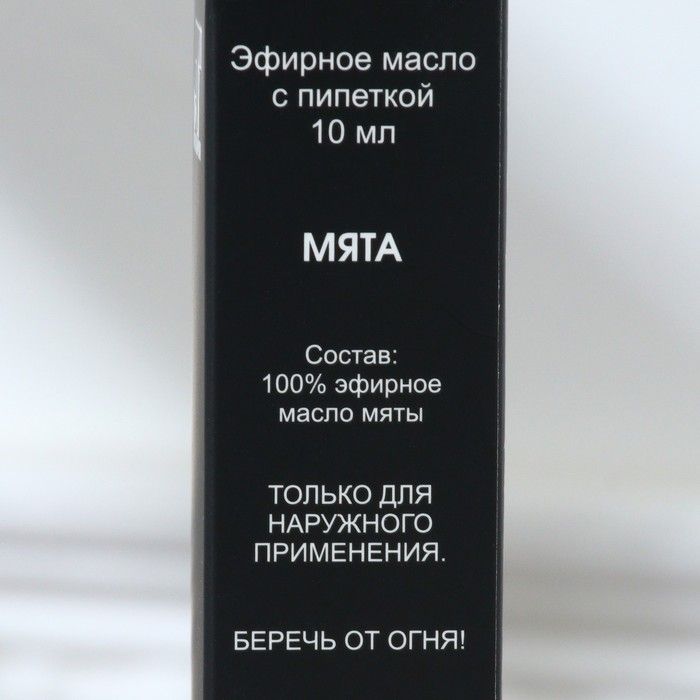 Эфирное масло
с пипеткой
10 мл
МЯТА
Состав:
100% эфирное
масло мяты
ТОЛЬКО ДЛЯ
НАРУЖНОГО
ПРИМЕНЕНИЯ.
БЕРЕЧЬ ОТ ОГНЯ!